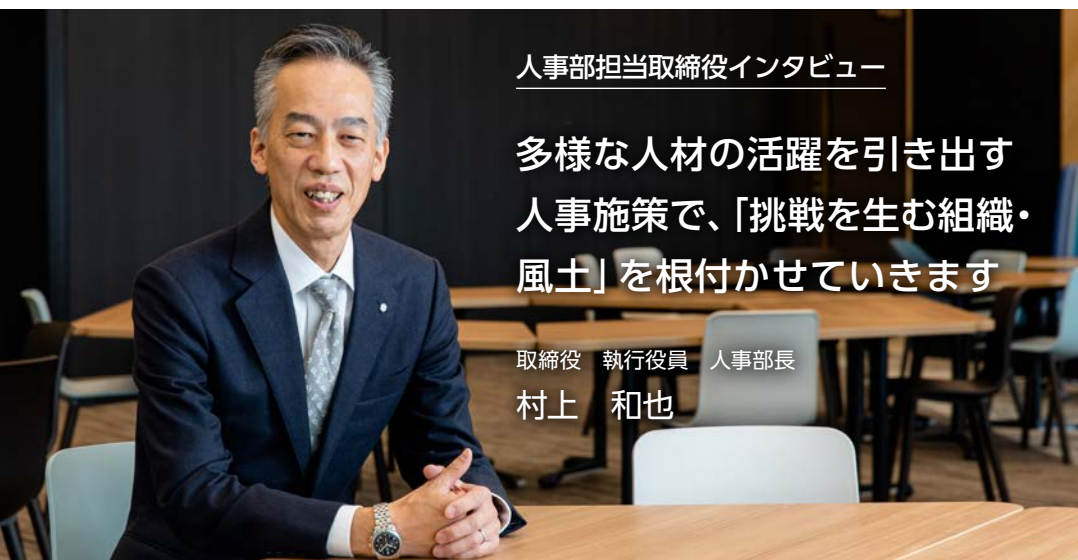 人事部担当取締役インタビュー
多様な人材の活躍を引き出す
人事施策で、「挑戦を生む組織・
風土」を根付かせていきます
取締役　執行役員　人事部長
村上　和也